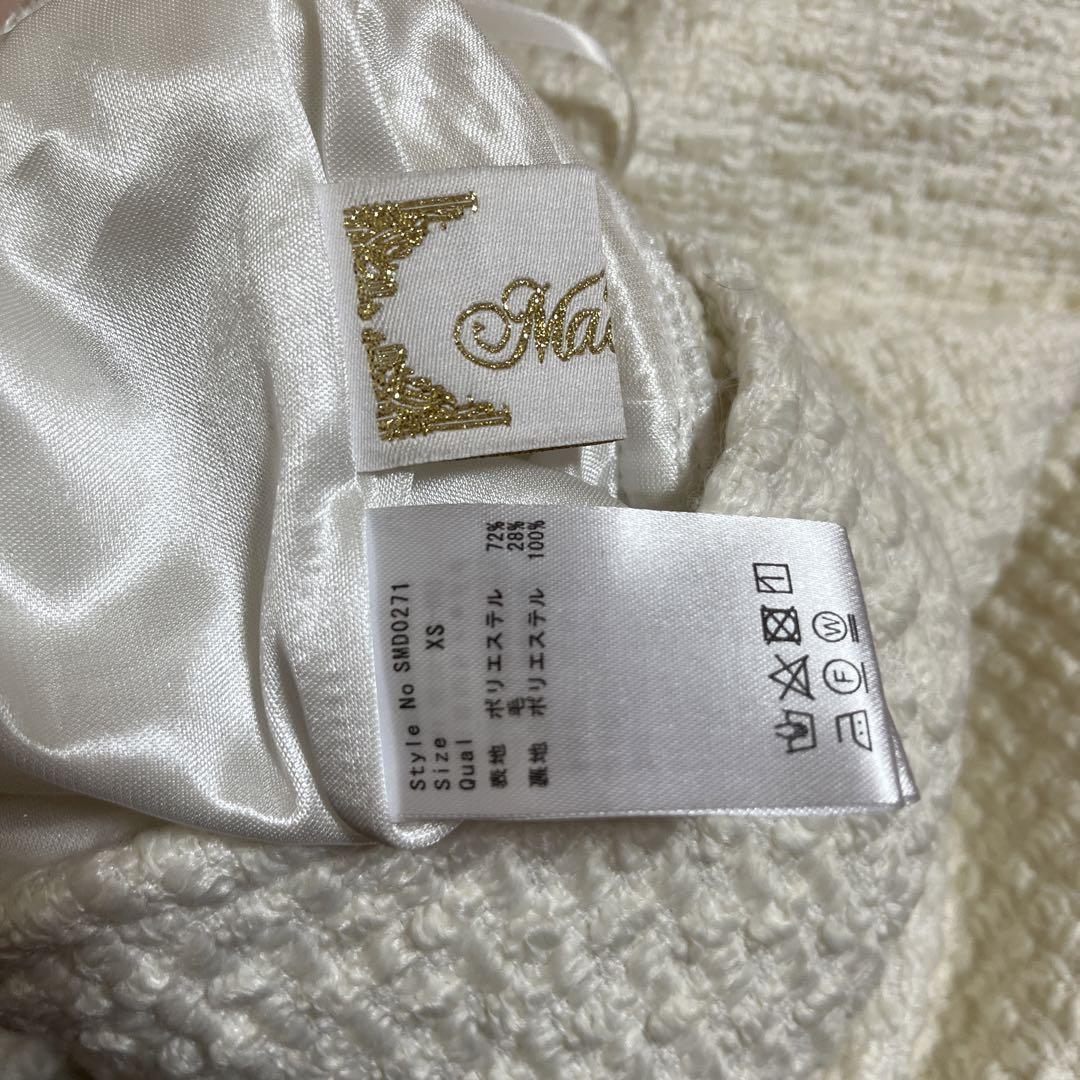 Mai
Style No SMD0271
Size XS
Qual
表地 ポリエステル 72%
毛 28%
裏地 ポリエステル 100%
W
F